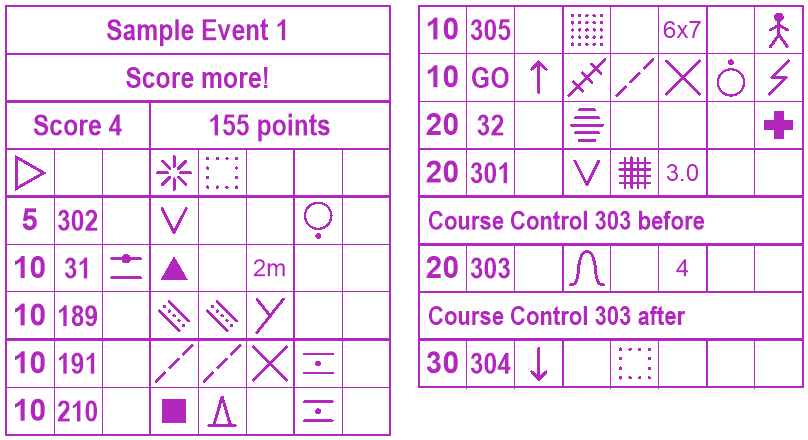 Sample Event 1
Score more!
Score 4 155 points
5 302
10 31 2m
10 189
10 191
10 210
10 305 6x7
10 GO
20 32
20 301 3.0
Course Control 303 before
20 303 4
Course Control 303 after
30 304